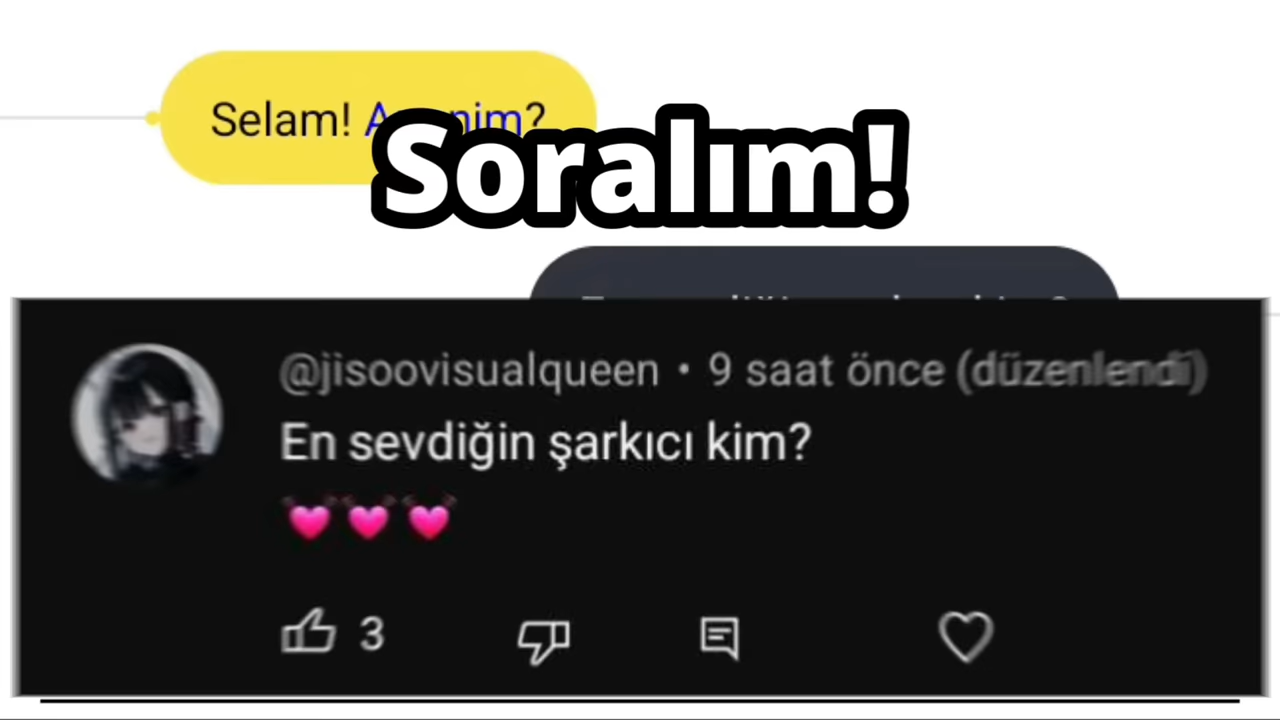 Selam! 
Soralım!
@jisoovisualqueen • 9 saat önce (düzenlendi)
En sevdiğin şarkıcı kim?
💓💓💓
3